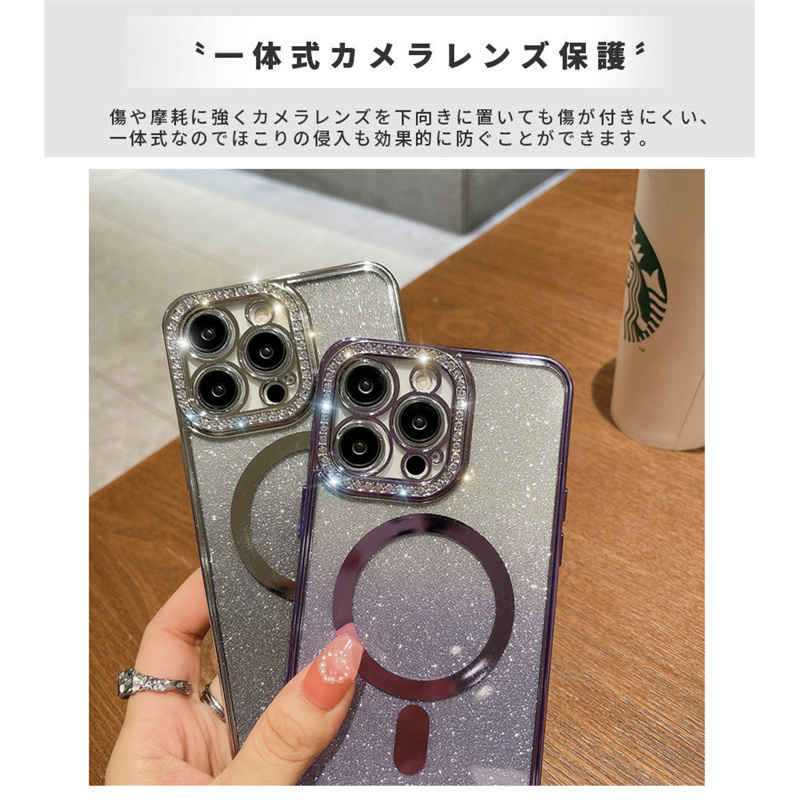 〝一体式カメラレンズ保護〞
傷や摩耗に強くカメラレンズを下向きに置いても傷が付きにくい、
一体式なのでほこりの侵入も効果的に防ぐことができます。